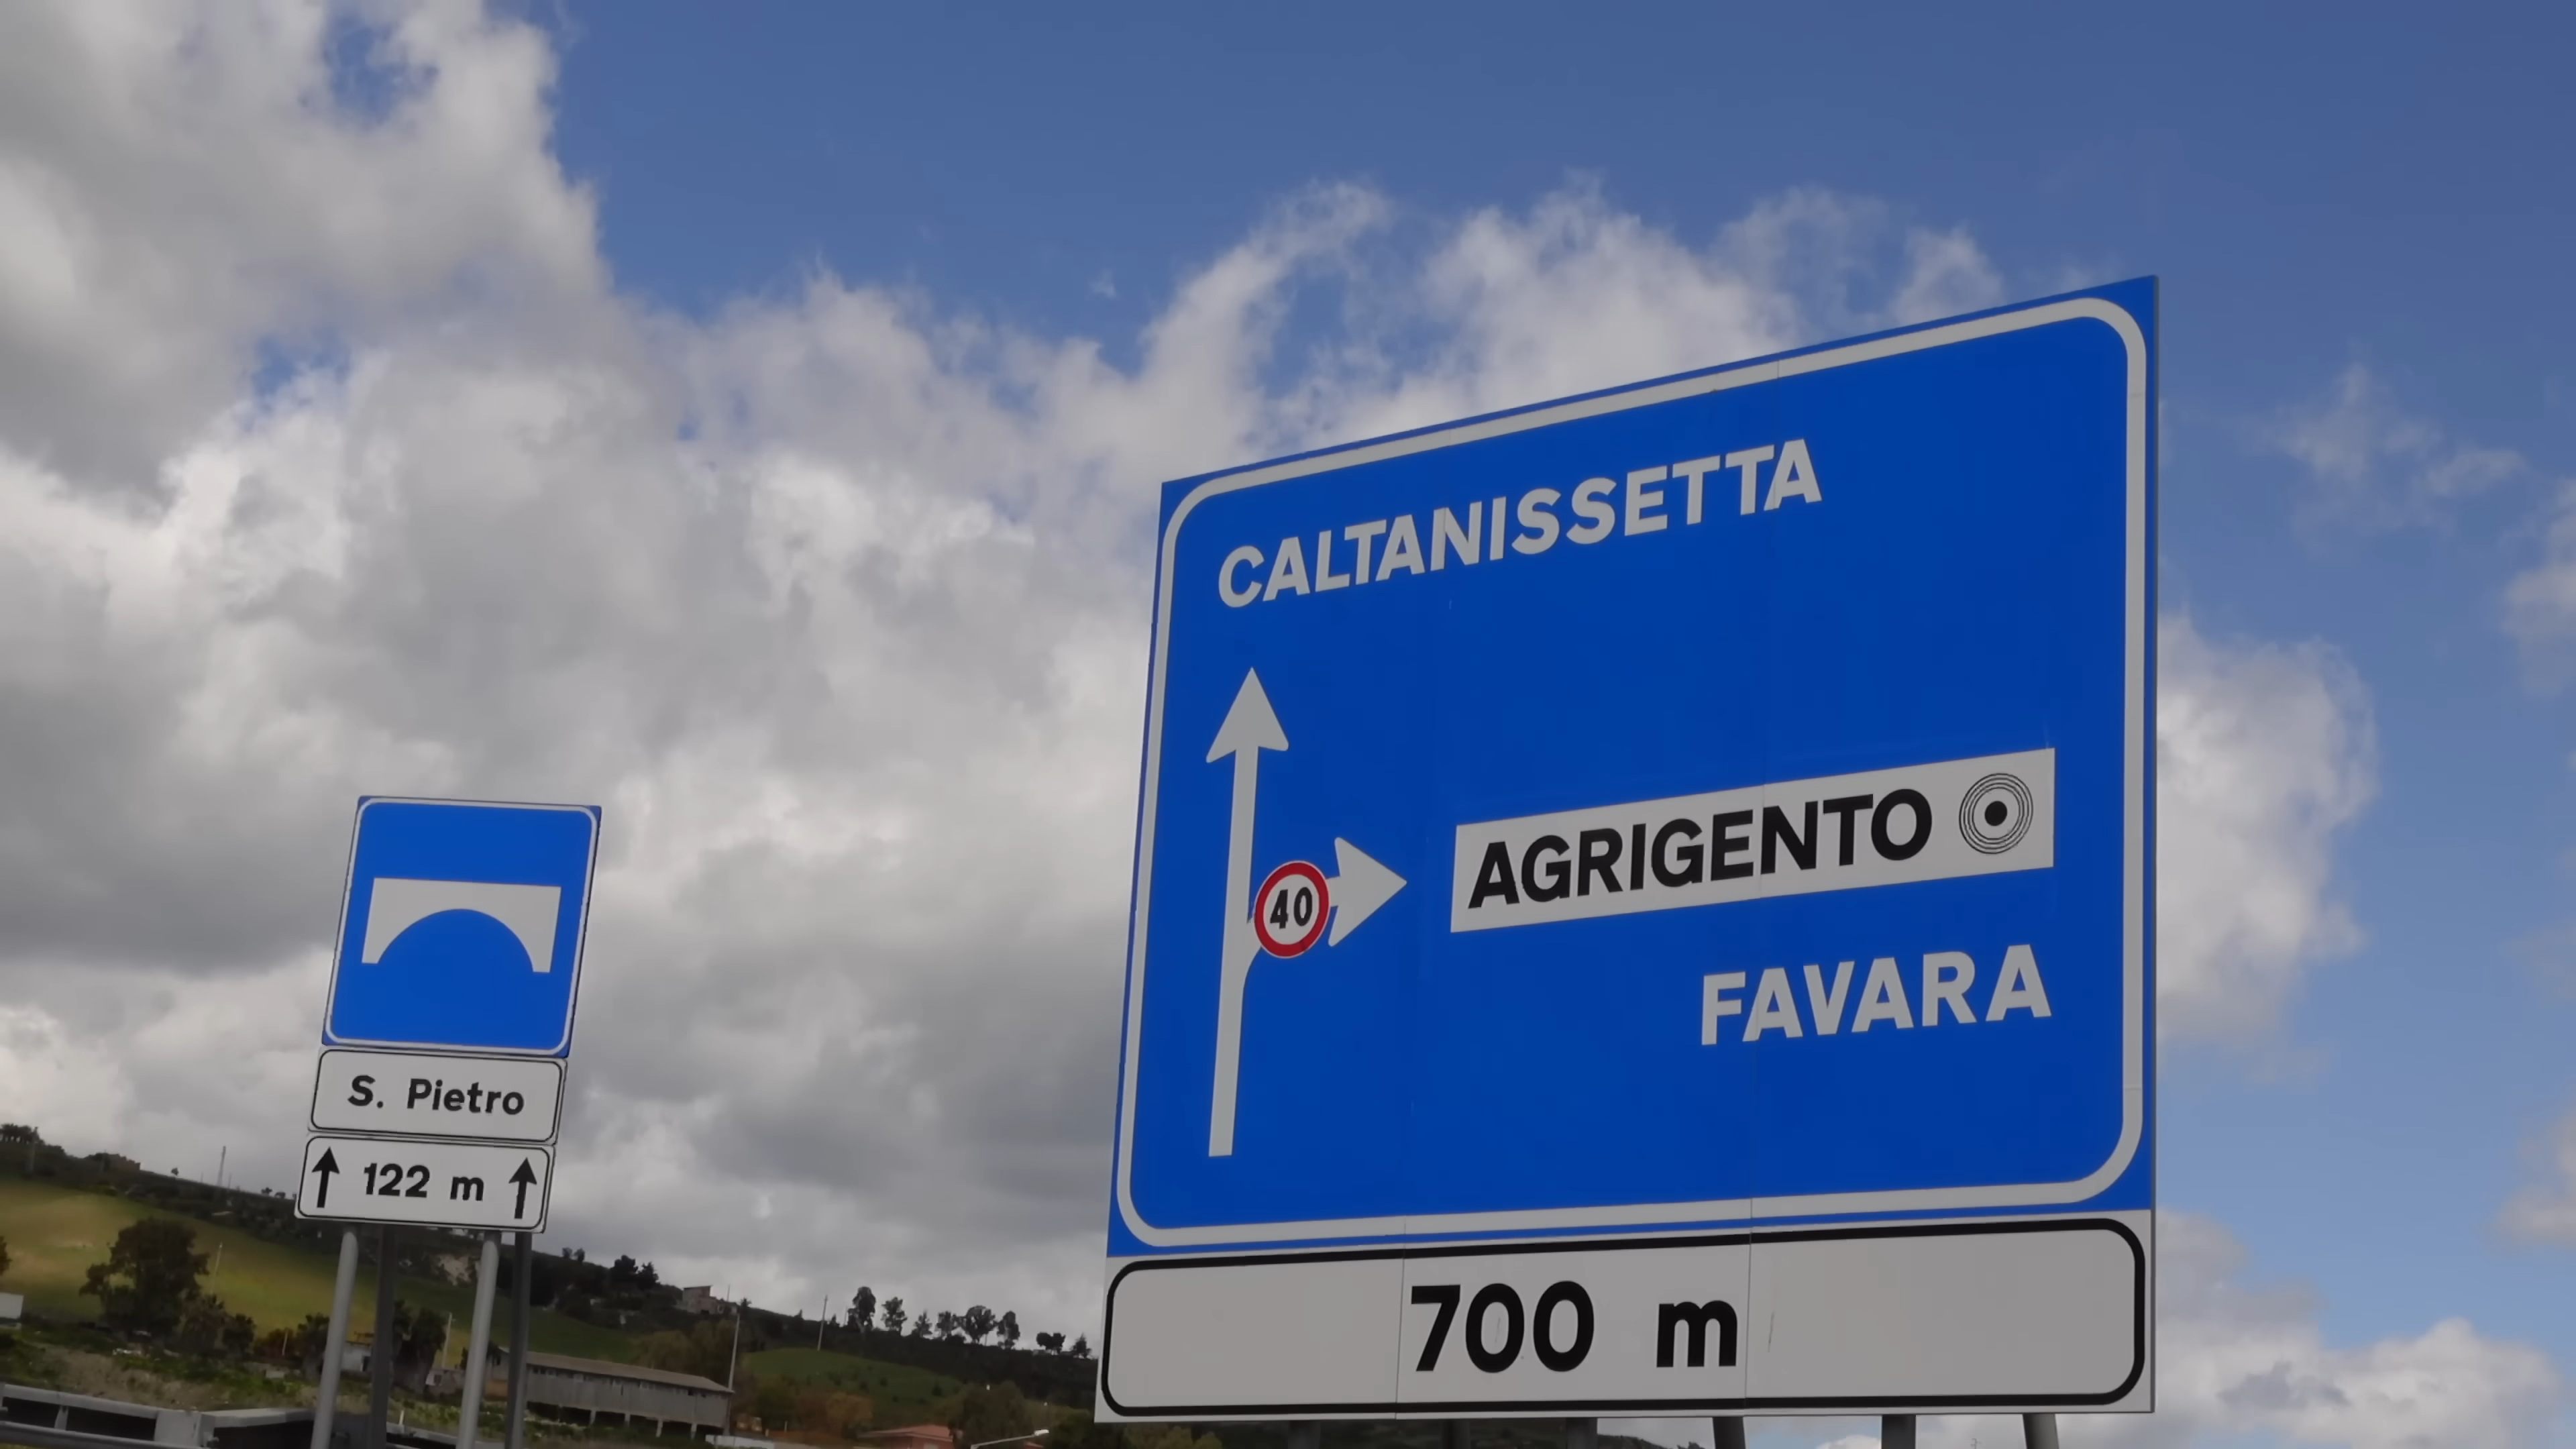 CALTANISSETTA
40
AGRIGENTO
FAVARA
700 m
S. Pietro
122 m